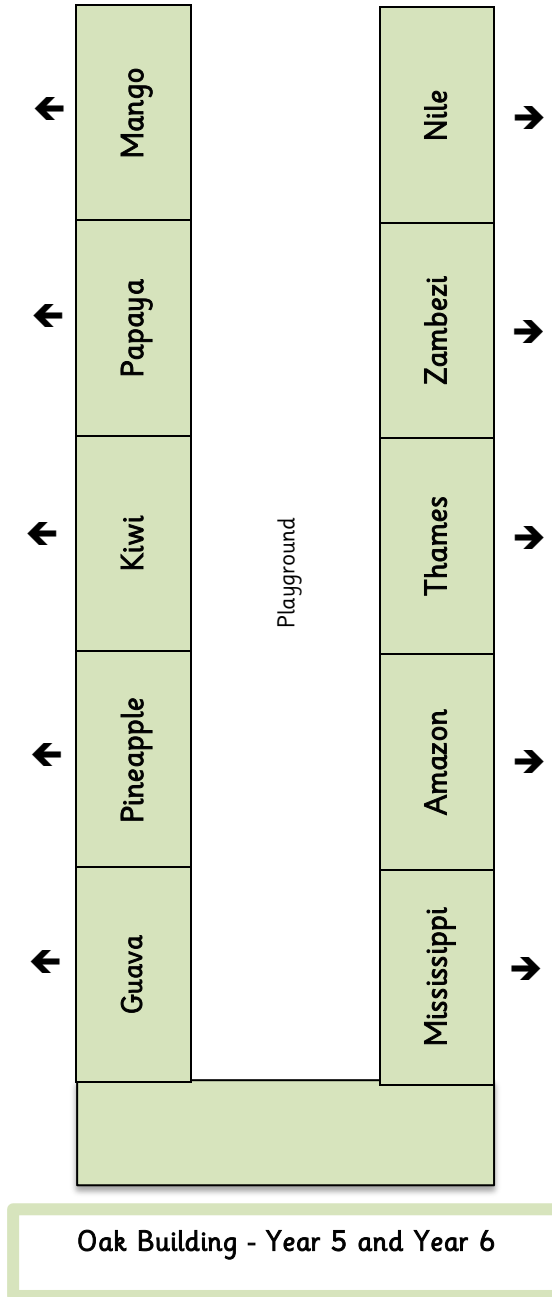 Mango
Nile
Papaya
Zambezi
Kiwi
Thames
Playground
Pineapple
Amazon
Guava
Mississippi
Oak Building - Year 5 and Year 6